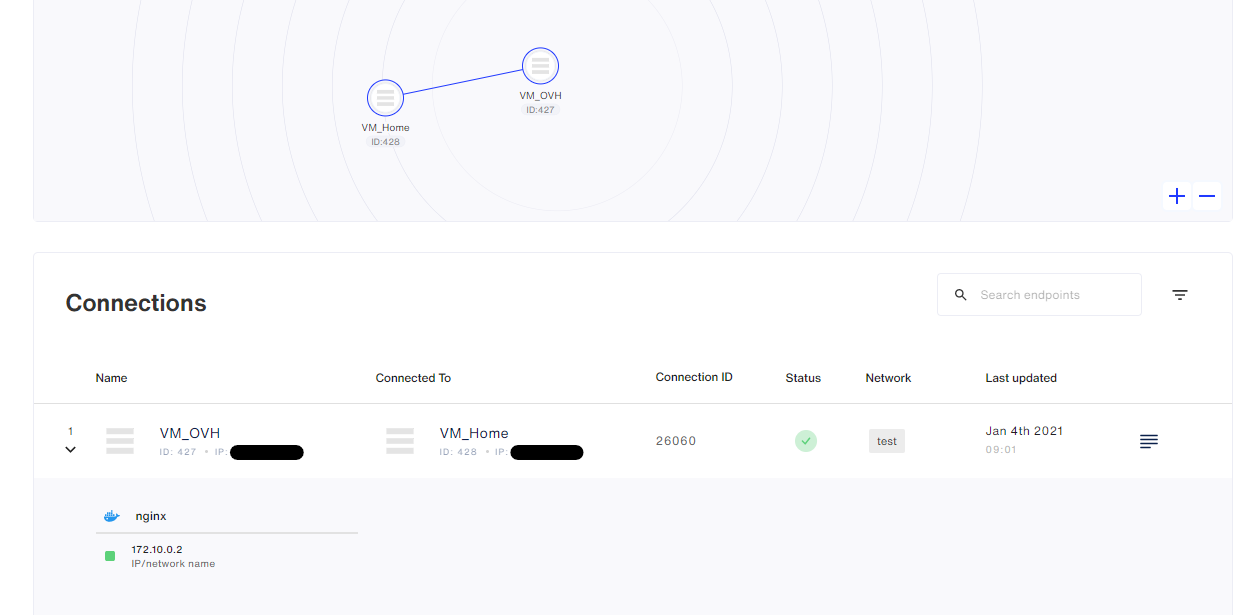 VM_OVH
ID:427
VM_Home
ID:428
Connections
Search endpoints
Name Connected To Connection ID Status Network Last updated
1 VM_OVH VM_Home 26060 test Jan 4th 2021
ID: 427 • IP: ID: 428 • IP: 09:01
nginx
172.10.0.2
IP/network name